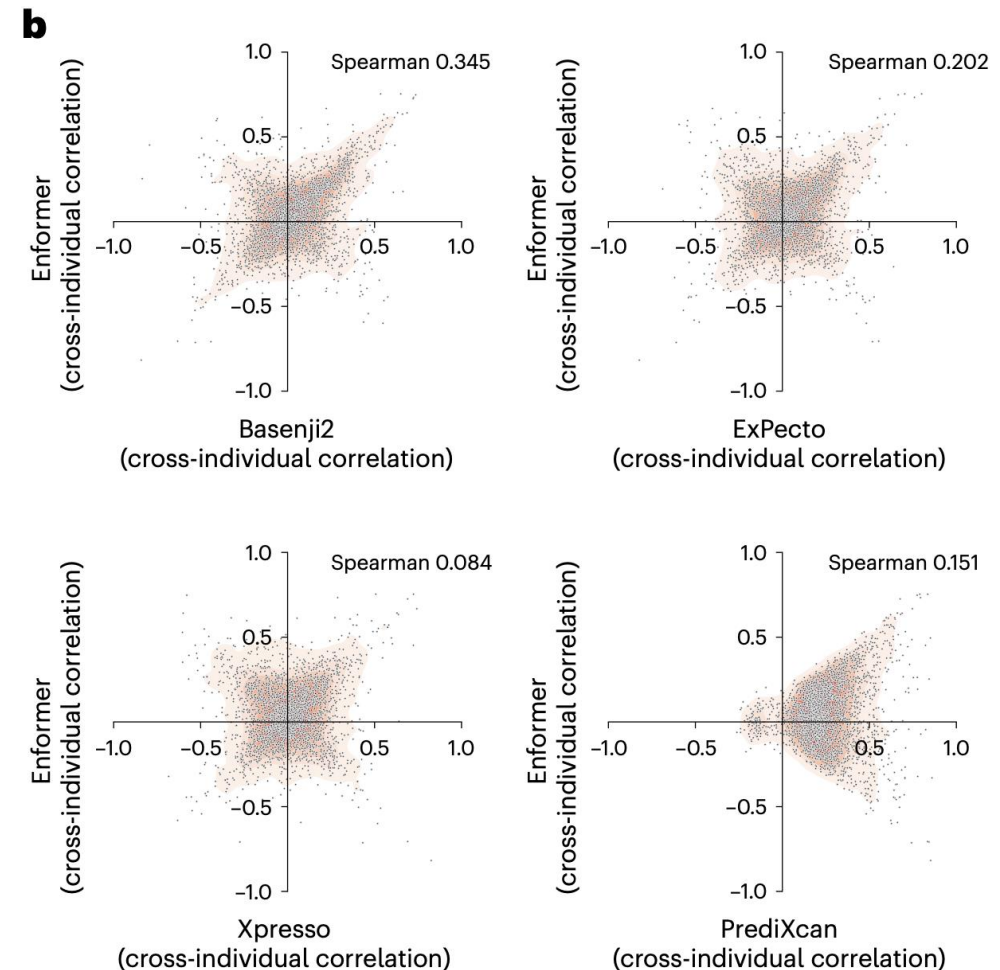 b
1.0
Spearman 0.345
0.5
–1.0
–0.5
0.5
1.0
–0.5
–1.0
Enformer
(cross-individual correlation)
Basenji2
(cross-individual correlation)
1.0
Spearman 0.202
0.5
–1.0
–0.5
0.5
1.0
–0.5
–1.0
Enformer
(cross-individual correlation)
ExPecto
(cross-individual correlation)
1.0
Spearman 0.084
0.5
–1.0
–0.5
0.5
1.0
–0.5
–1.0
Enformer
(cross-individual correlation)
Xpresso
(cross-individual correlation)
1.0
Spearman 0.151
0.5
–1.0
–0.5
0.5
1.0
–0.5
–1.0
Enformer
(cross-individual correlation)
PrediXcan
(cross-individual correlation)